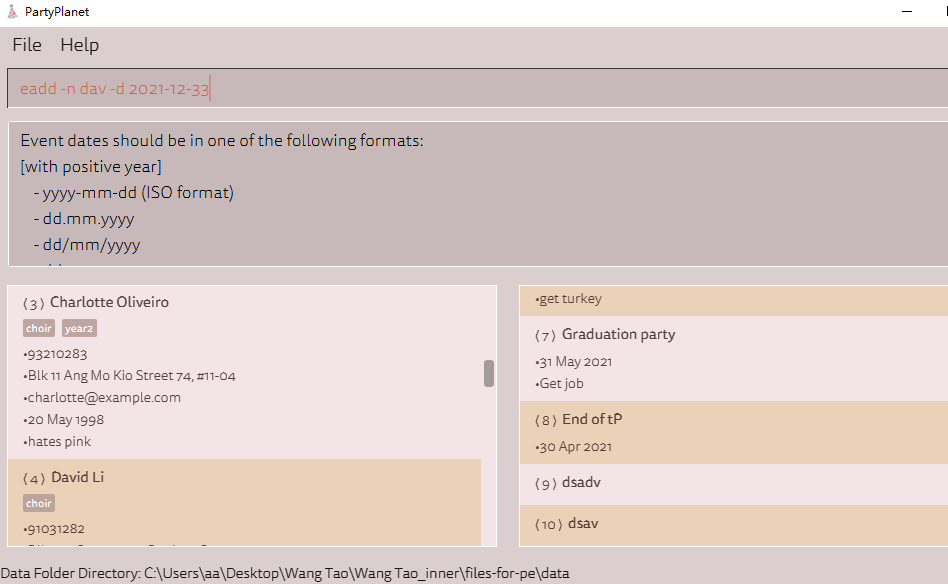 PartyPlanet
File Help
eadd -n dav -d 2021-12-33
Event dates should be in one of the following formats:
[with positive year]
- yyyy-mm-dd (ISO format)
- dd.mm.yyyy
- dd/mm/yyyy
(3) Charlotte Oliveiro
choir year2
•93210283
•Blk 11 Ang Mo Kio Street 74, #11-04
•charlotte@example.com
•20 May 1998
•hates pink
(4) David Li
choir
•91031282
•get turkey
(7) Graduation party
•31 May 2021
•Get job
(8) End of tP
•30 Apr 2021
(9) dsadv
(10) dsav
Data Folder Directory: C:\Users\aa\Desktop\Wang Tao\Wang Tao_inner\files-for-pe\data